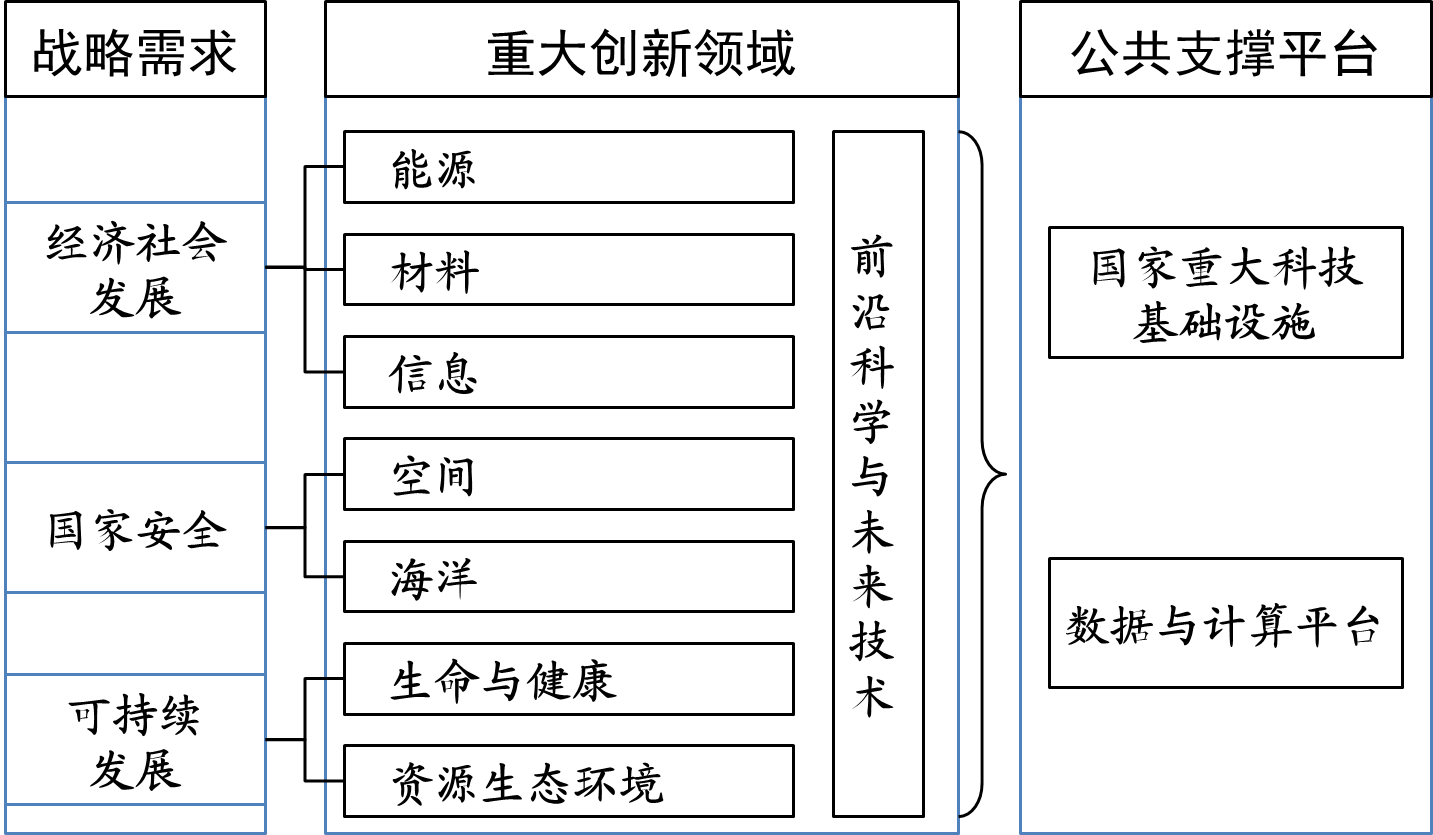 战略需求
重大创新领域
公共支撑平台
经济社会
发展
国家安全
可持续
发展
能源
材料
信息
空间
海洋
生命与健康
资源生态环境
前沿科学与未来技术
国家重大科技
基础设施
数据与计算平台